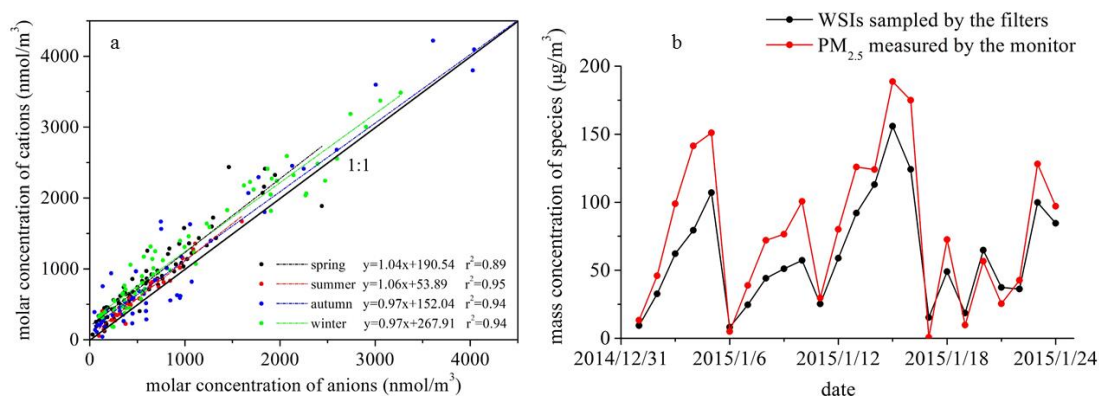 a
molar concentration of cations (nmol/m³)
4000
3000
2000
1000
0
1:1
spring y=1.04x+190.54 r²=0.89
summer y=1.06x+53.89 r²=0.95
autumn y=0.97x+152.04 r²=0.94
winter y=0.97x+267.91 r²=0.94
0 1000 2000 3000 4000
molar concentration of anions (nmol/m³)
WSIs sampled by the filters
PM₂.₅ measured by the monitor
b
mass concentration of species (μg/m³)
200
150
100
50
0
2014/12/31 2015/1/6 2015/1/12 2015/1/18 2015/1/24
date